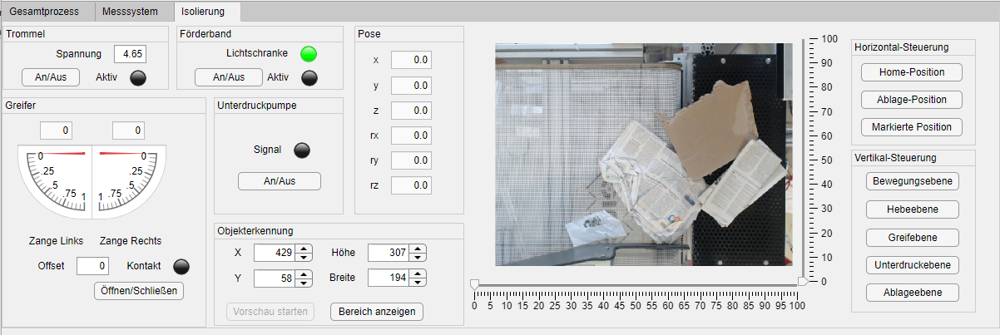 Gesamtprozess Messsystem Isolierung
Trommel
Spannung 4.65
An/Aus Aktiv
Förderband
Lichtschranke
An/Aus Aktiv
Greifer
0 0
0 0
.25 .25
.5 .5
.75 .75
1 1
Zange Links Zange Rechts
Offset 0 Kontakt
Öffnen/Schließen
Unterdruckpumpe
Signal
An/Aus
Objekterkennung
X 429 Höhe 307
Y 58 Breite 194
Vorschau starten Bereich anzeigen
Pose
x 0.0
y 0.0
z 0.0
rx 0.0
ry 0.0
rz 0.0
100
90
80
70
60
50
40
30
20
10
0
0 5 10 15 20 25 30 35 40 45 50 55 60 65 70 75 80 85 90 95 100
Horizontal-Steuerung
Home-Position
Ablage-Position
Markierte Position
Vertikal-Steuerung
Bewegungsebene
Hebeebene
Greifebene
Unterdruckebene
Ablageebene